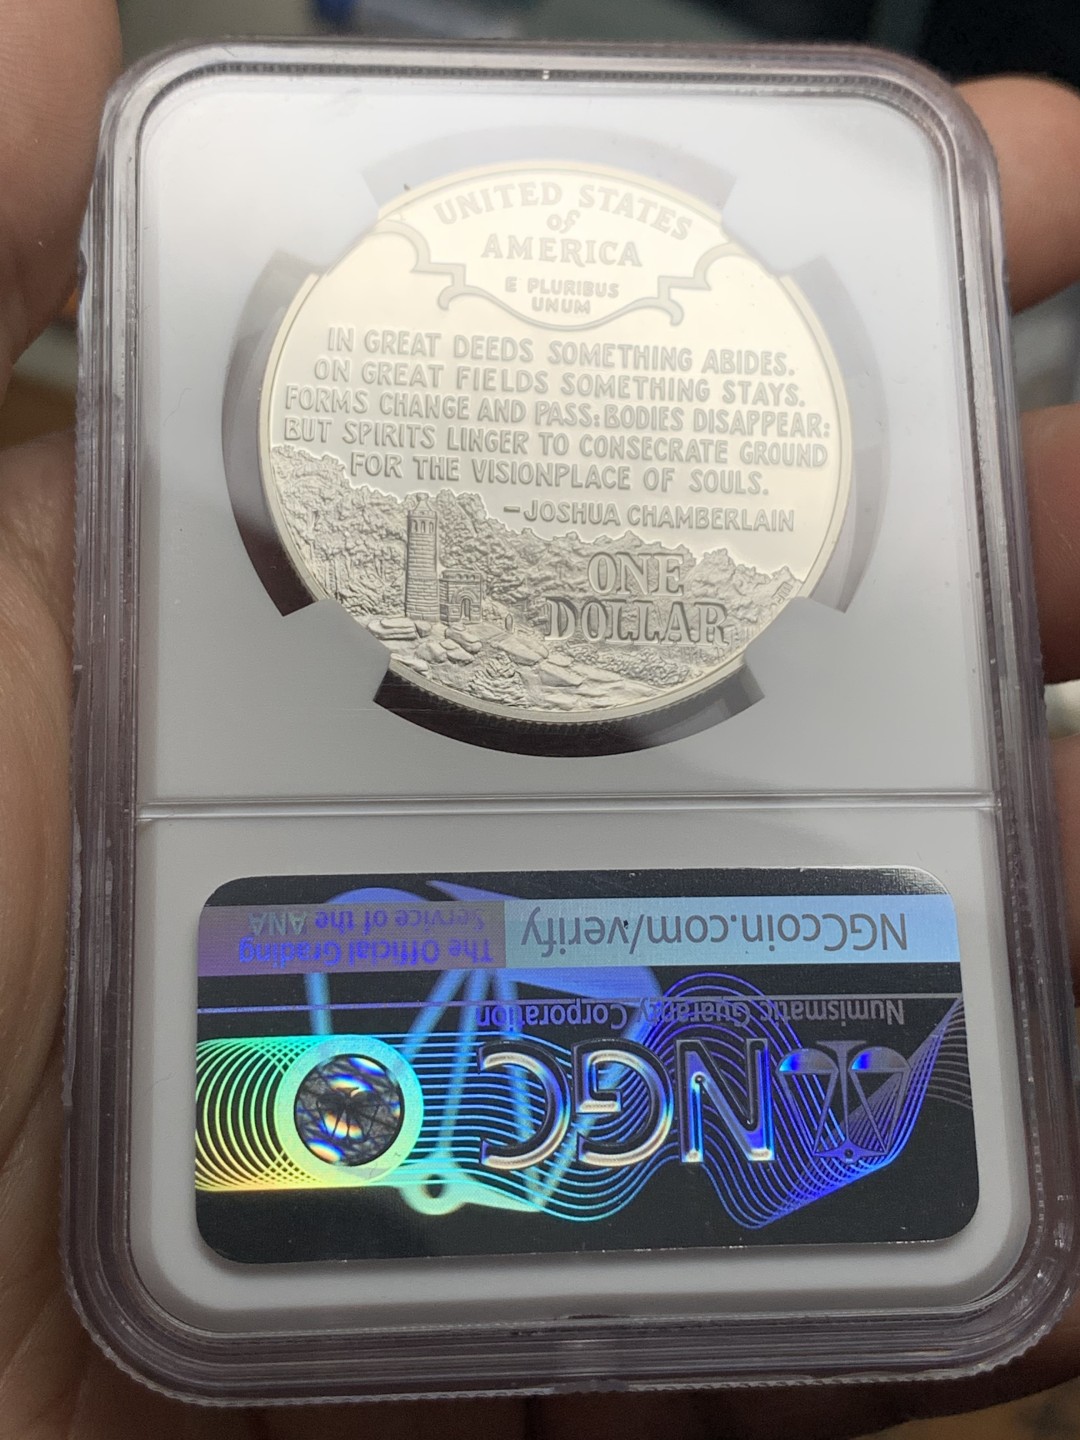 UNITED STATES
of
AMERICA
E PLURIBUS
UNUM
IN GREAT DEEDS SOMETHING ABIDES.
ON GREAT FIELDS SOMETHING STAYS.
FORMS CHANGE AND PASS: BODIES DISAPPEAR:
BUT SPIRITS LINGER TO CONSECRATE GROUND
FOR THE VISIONPLACE OF SOULS.
-JOSHUA CHAMBERLAIN
ONE
DOLLAR
NGC
Numismatic Guaranty Corporation
NGCcoin.com/verify
The Official Grading
Service of the ANA